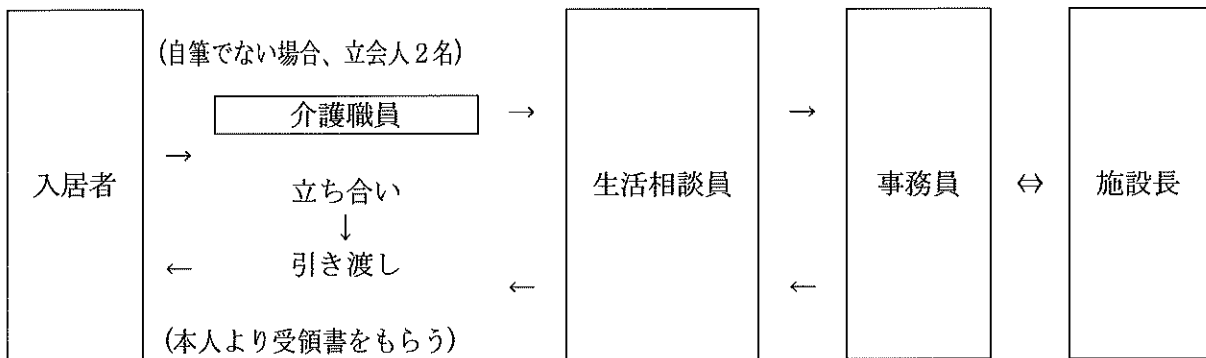 (自筆でない場合、立会人2名)
介護職員 → →
入居者 → 立ち合い 生活相談員 事務員 ⇔ 施設長
↓
← 引き渡し ← ←
(本人より受領書をもらう)